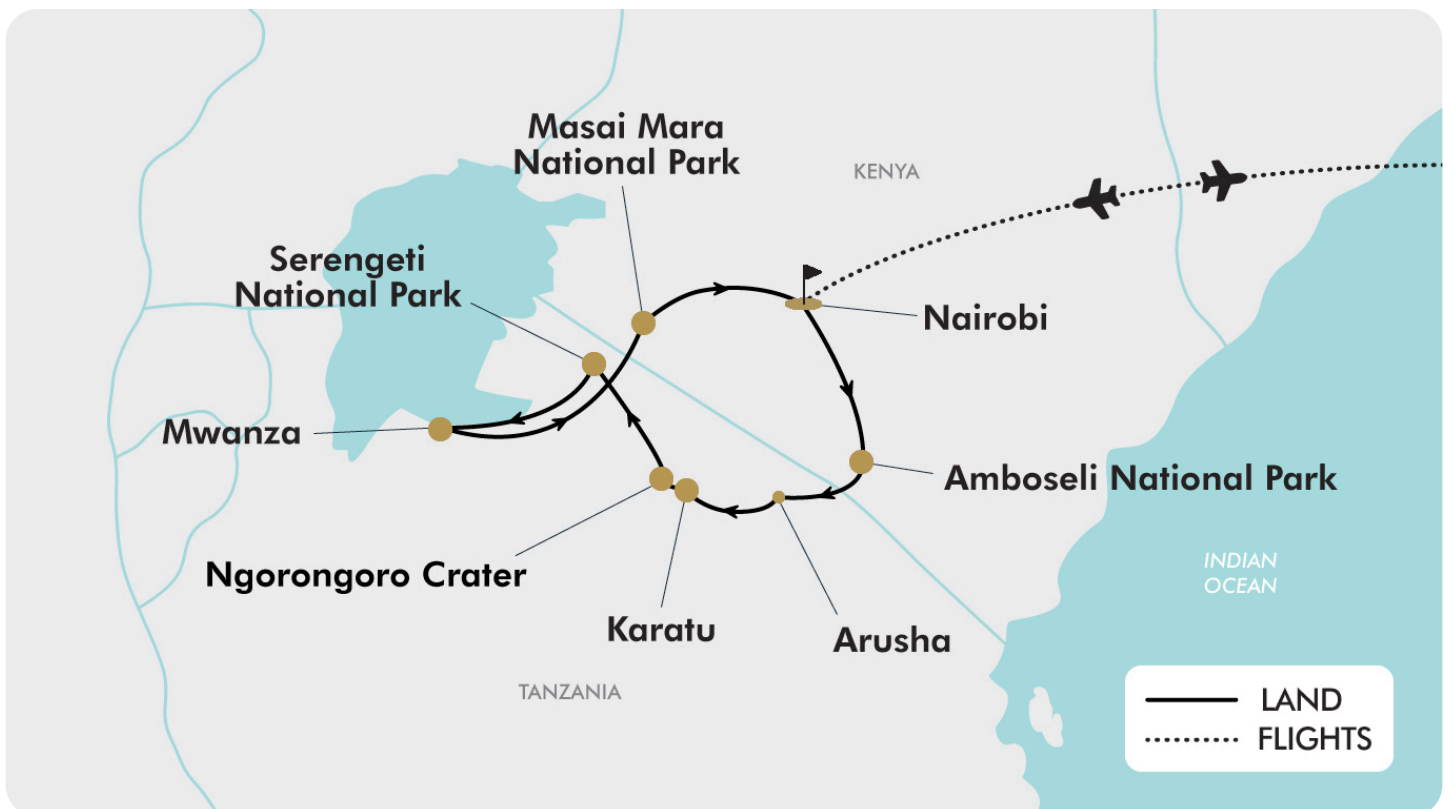 Masai Mara
National Park
KENYA
Serengeti
National Park
Nairobi
Mwanza
Amboseli National Park
Ngorongoro Crater
INDIAN
OCEAN
Karatu
Arusha
TANZANIA
LAND
FLIGHTS